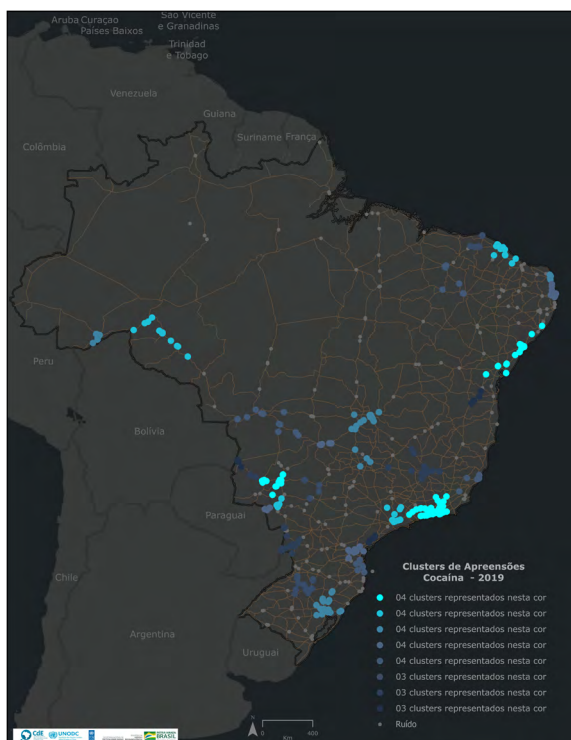 São Vicente
e Granadinas
Aruba Curaçao
Países Baixos
Trinidad
e Tobago
Venezuela
Guiana
Suriname
França
Colômbia
Peru
Bolívia
Paraguai
Chile
Argentina
Uruguai
Clusters de Apreensões
Cocaína - 2019
04 clusters representados nesta cor
04 clusters representados nesta cor
04 clusters representados nesta cor
04 clusters representados nesta cor
04 clusters representados nesta cor
03 clusters representados nesta cor
03 clusters representados nesta cor
03 clusters representados nesta cor
Ruído
N
0 400
Km
CdE
UNODC
BRASIL